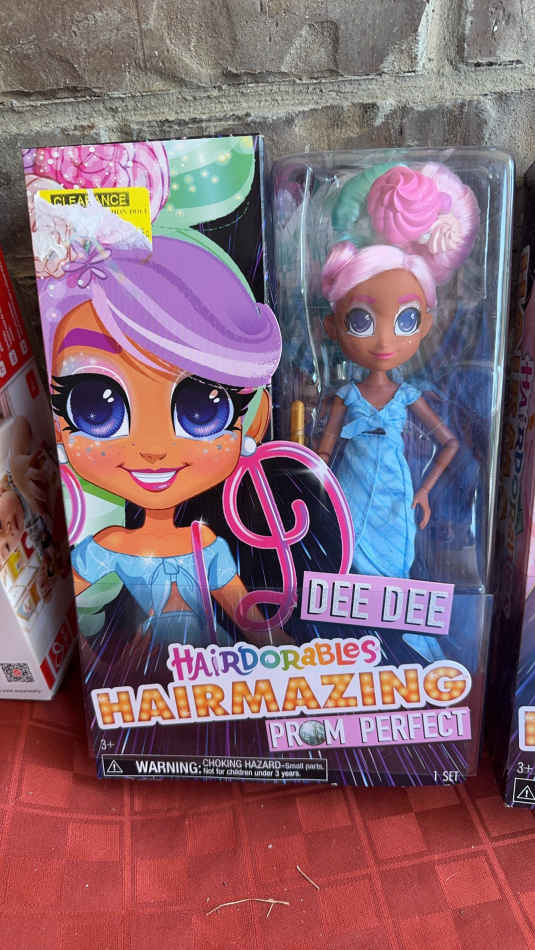 CLEARANCE
D
DEE DEE
HAIRDORABLES
HAIRMAZING
PROM PERFECT
3+
WARNING: CHOKING HAZARD-Small parts.
Not for children under 3 years.
1 SET
3+